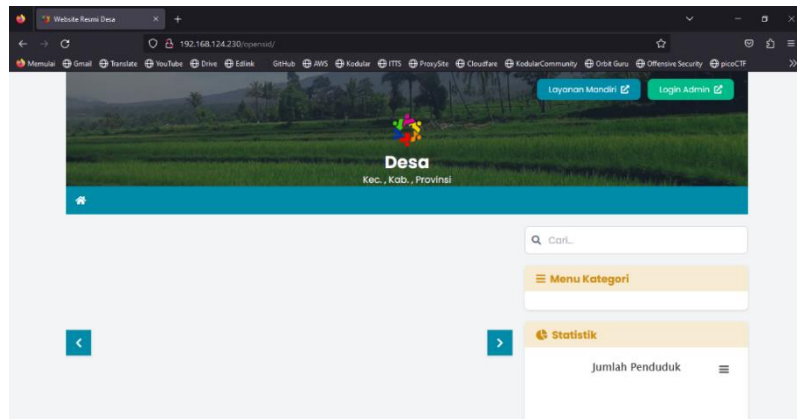 Website Resmi Desa
192.168.124.230/opensid/
Memulai Gmail Translate YouTube Drive Edlink GitHub AWS Kodular ITTS ProxySite Cloudfare KodularCommunity Orbit Guru Offensive Security picoCTF
Layanan Mandiri Login Admin
Desa
Kec. , Kab. , Provinsi
Cari...
Menu Kategori
Statistik
Jumlah Penduduk